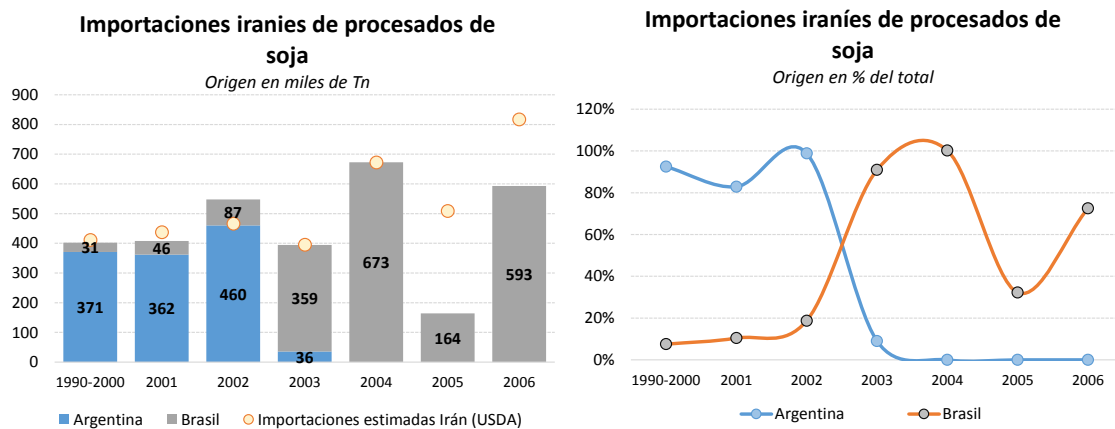 Importaciones iranies de procesados de
soja
Origen en miles de Tn
900
800
700
600
500
400
300
200
100
0
31
371
46
362
87
460
359
36
673
164
593
1990-2000 2001 2002 2003 2004 2005 2006
Argentina Brasil Importaciones estimadas Irán (USDA)
Importaciones iraníes de procesados de
soja
Origen en % del total
120%
100%
80%
60%
40%
20%
0%
1990-2000 2001 2002 2003 2004 2005 2006
Argentina Brasil